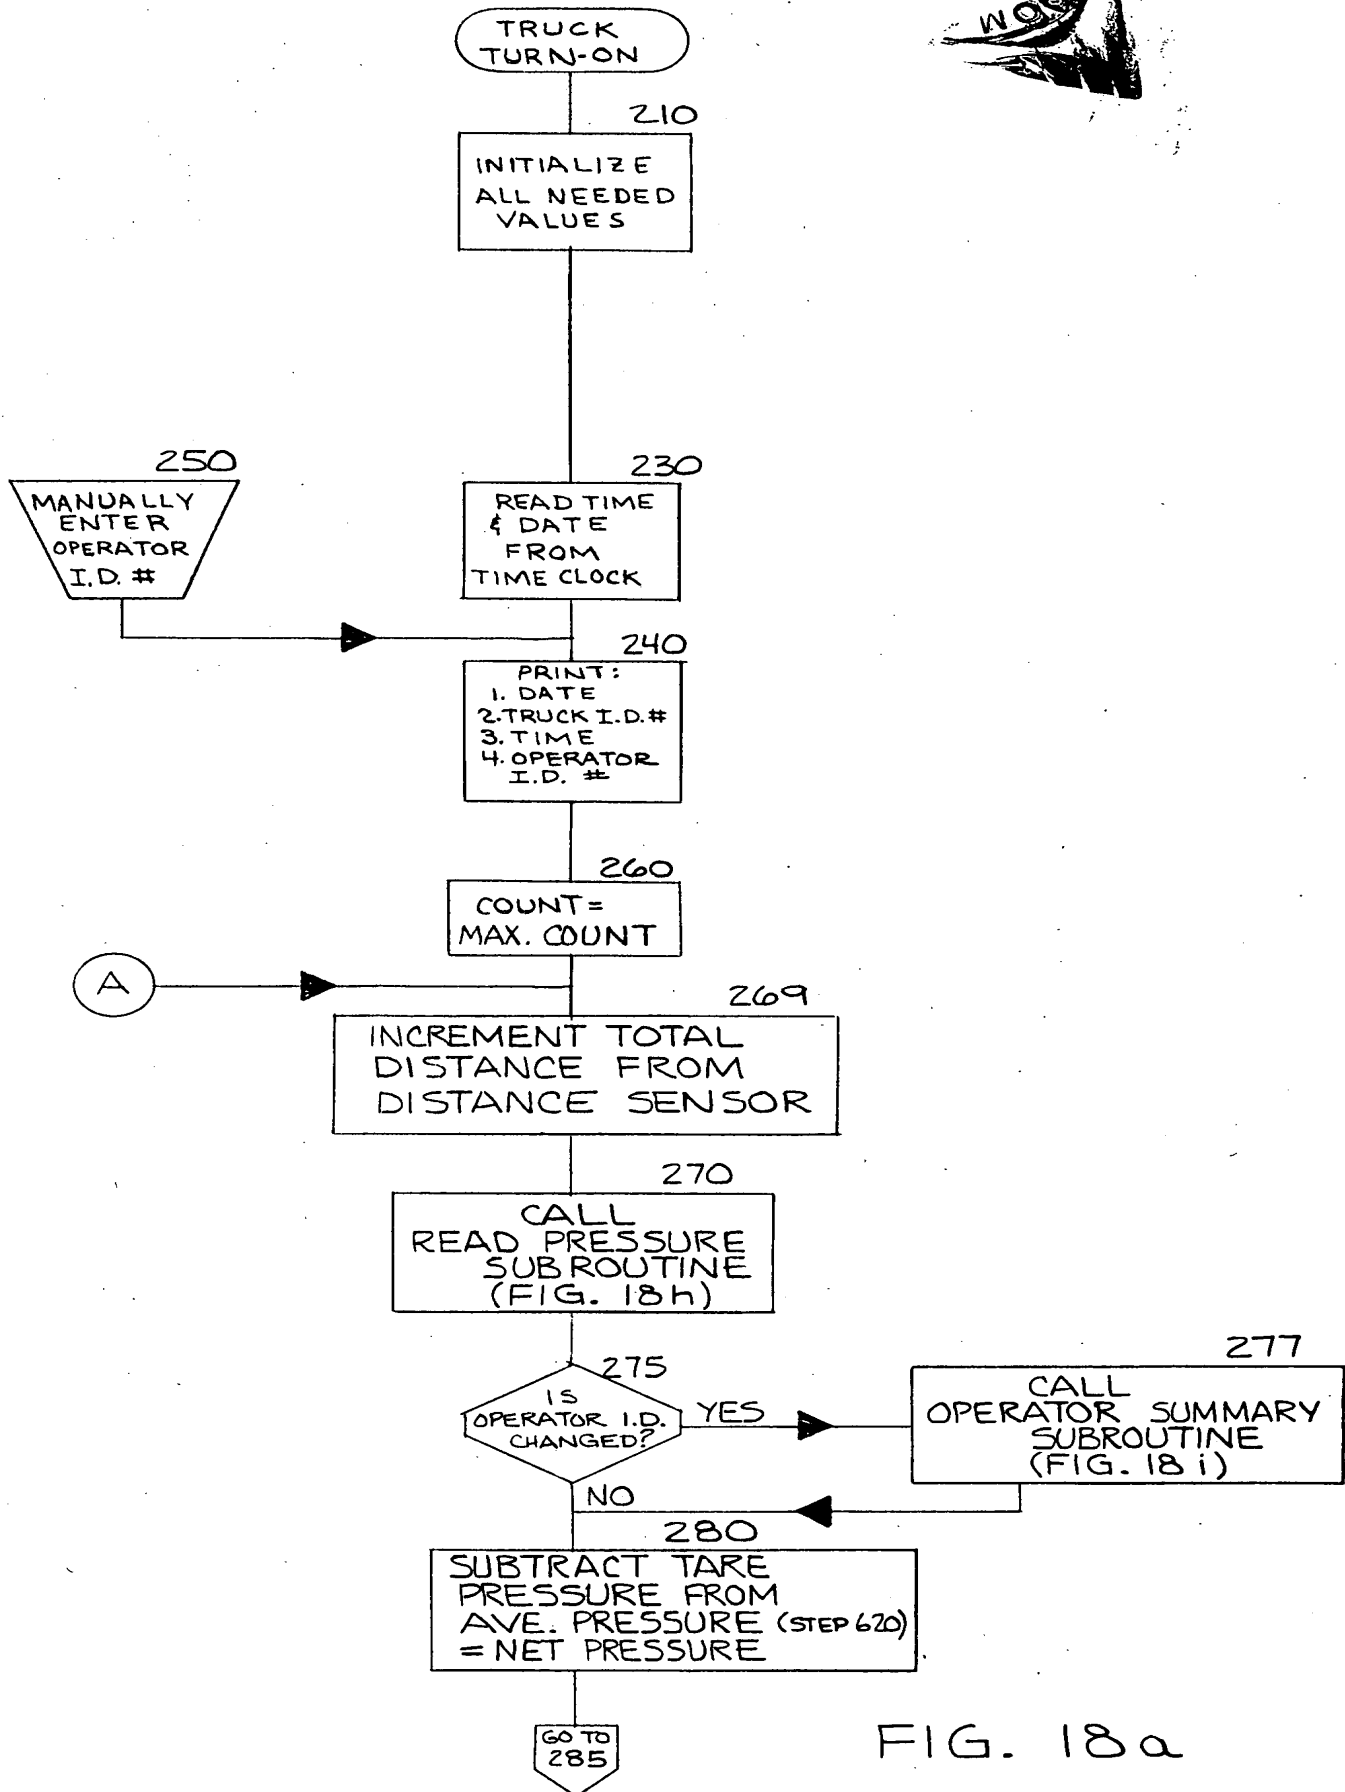 TRUCK
TURN-ON
210
INITIALIZE
ALL NEEDED
VALUES
250
MANUALLY
ENTER
OPERATOR
I.D. #
230
READ TIME
& DATE
FROM
TIME CLOCK
240
PRINT:
1. DATE
2. TRUCK I.D. #
3. TIME
4. OPERATOR
I.D. #
260
COUNT =
MAX. COUNT
A
269
INCREMENT TOTAL
DISTANCE FROM
DISTANCE SENSOR
270
CALL
READ PRESSURE
SUBROUTINE
(FIG. 18h)
275
IS
OPERATOR I.D.
CHANGED?
YES
277
CALL
OPERATOR SUMMARY
SUBROUTINE
(FIG. 18i)
NO
280
SUBTRACT TARE
PRESSURE FROM
AVE. PRESSURE (STEP 620)
= NET PRESSURE
GO TO
285
FIG. 18a